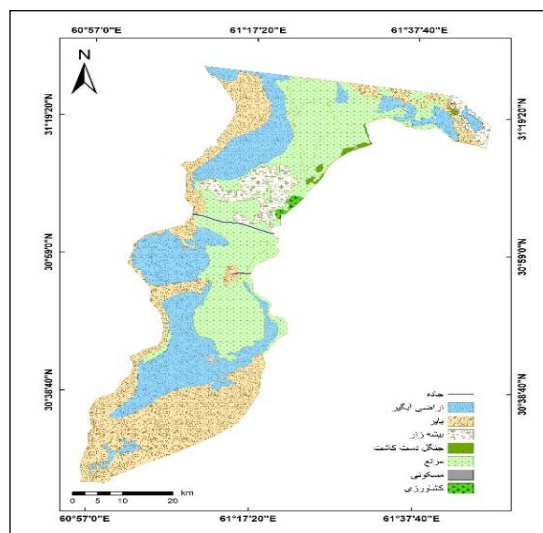 60°57'0"E 61°17'20"E 61°37'40"E
N
31°19'20"N 31°19'20"N
30°59'0"N 30°59'0"N
30°38'40"N 30°38'40"N
جاده
اراضی آبگیر
بایر
بیشه زار
جنگل دست کاشت
مرتع
مسکونی
کشاورزی
0 5 10 20 km
60°57'0"E 61°17'20"E 61°37'40"E